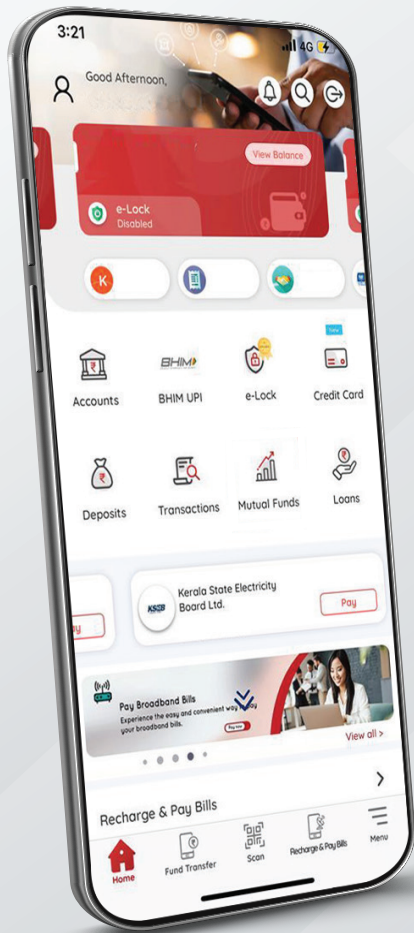 3:21
4G
Good Afternoon,
View Balance
e-Lock
Disabled
K
Accounts
BHIM UPI
e-Lock
Credit Card
BHIM
Deposits
Transactions
Mutual Funds
Loans
KSEB
Kerala State Electricity
Board Ltd.
Pay
Pay Broadband Bills
Experience the easy and convenient way to pay
your broadband bills.
View all >
Recharge & Pay Bills
Home
Fund Transfer
Scan
Recharge & Pay Bills
Menu